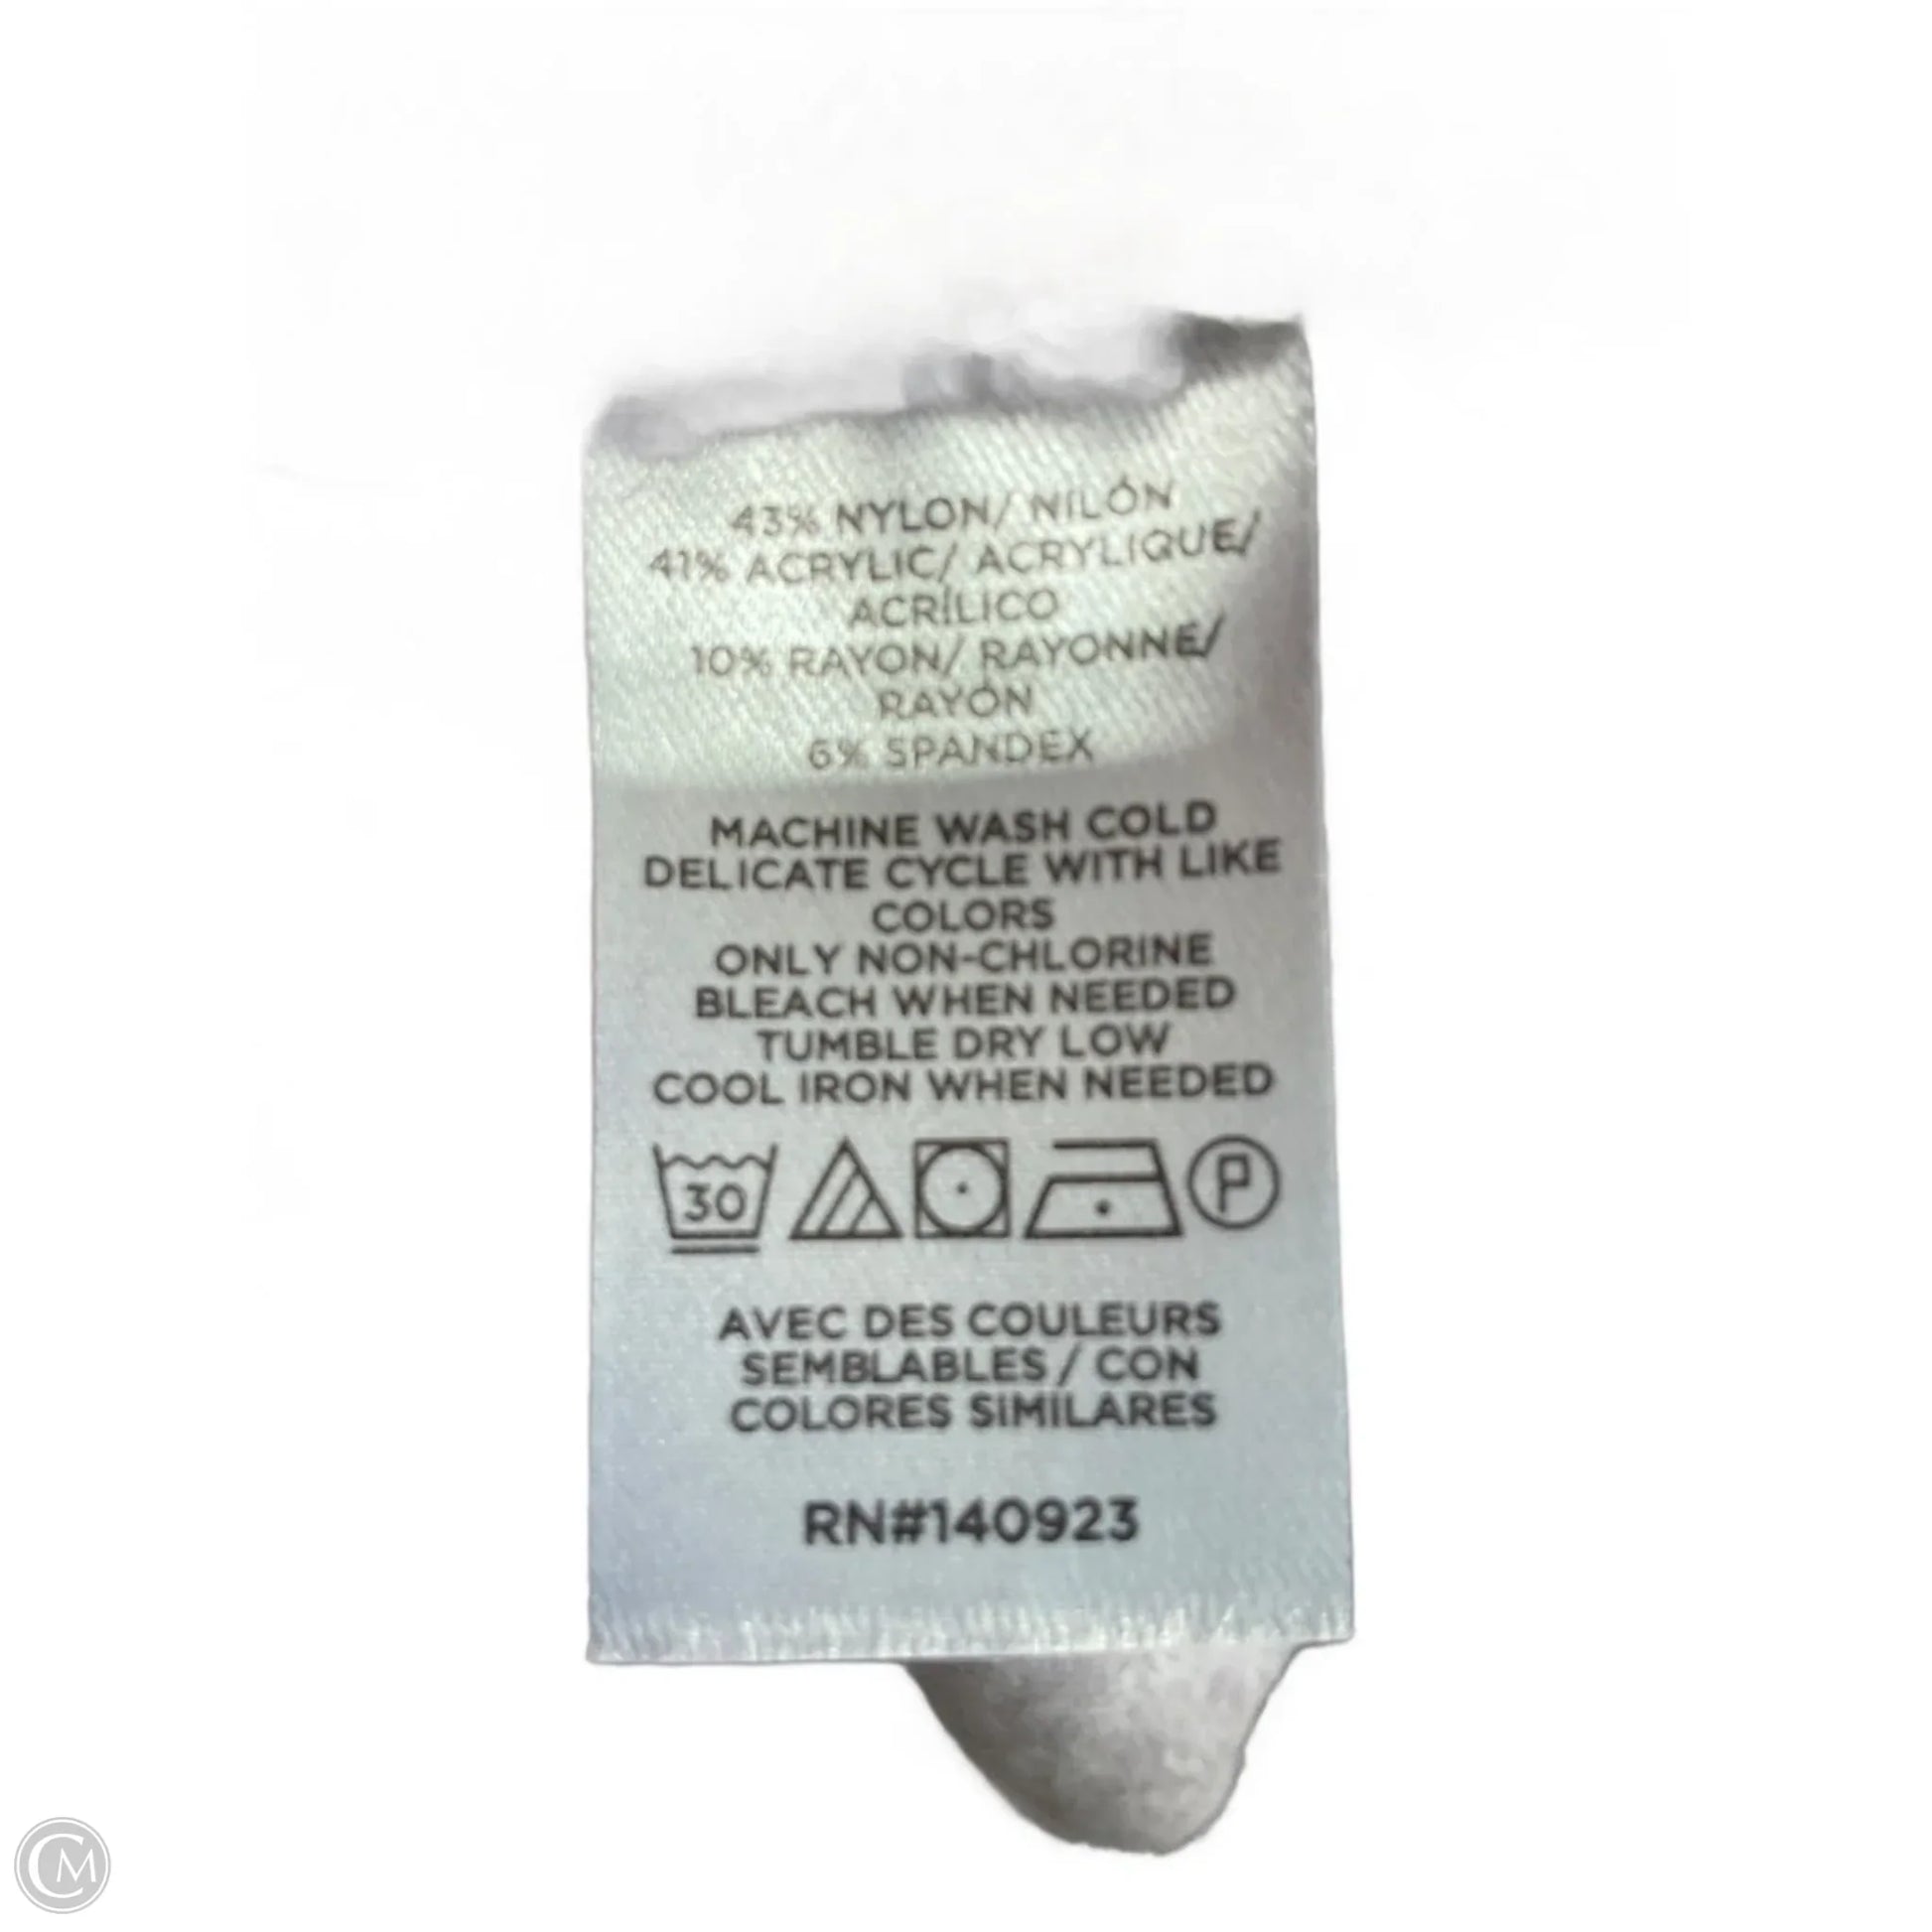 43% NYLON/ NILÓN
41% ACRYLIC/ ACRYLIQUE/
ACRÍLICO
10% RAYON/ RAYONNE/
RAYÓN
6% SPANDEX
MACHINE WASH COLD
DELICATE CYCLE WITH LIKE
COLORS
ONLY NON-CHLORINE
BLEACH WHEN NEEDED
TUMBLE DRY LOW
COOL IRON WHEN NEEDED
30 P
AVEC DES COULEURS
SEMBLABLES / CON
COLORES SIMILARES
RN#140923
CM